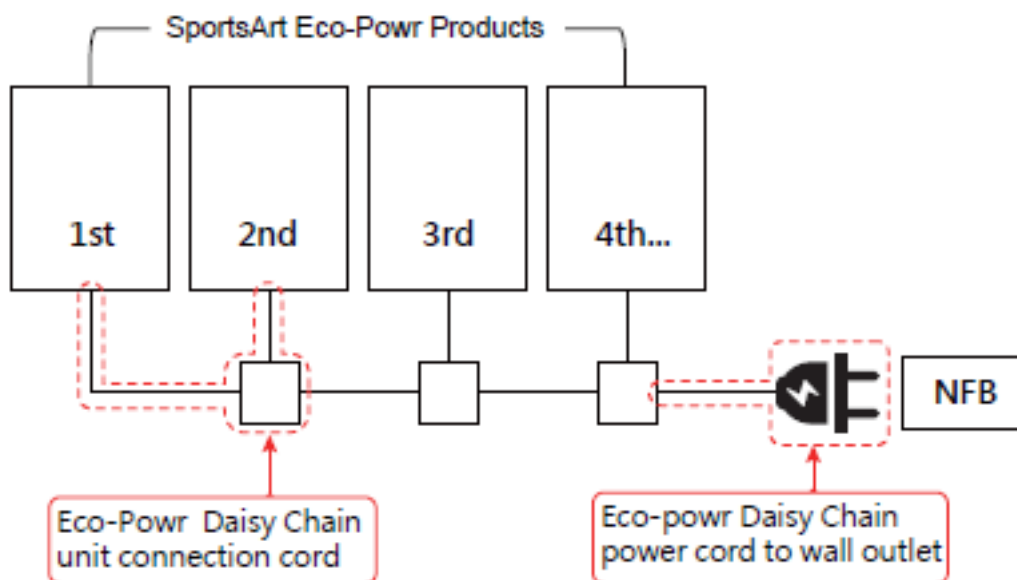 SportsArt Eco-Powr Products
1st
2nd
3rd
4th...
NFB
Eco-Powr Daisy Chain
unit connection cord
Eco-powr Daisy Chain
power cord to wall outlet